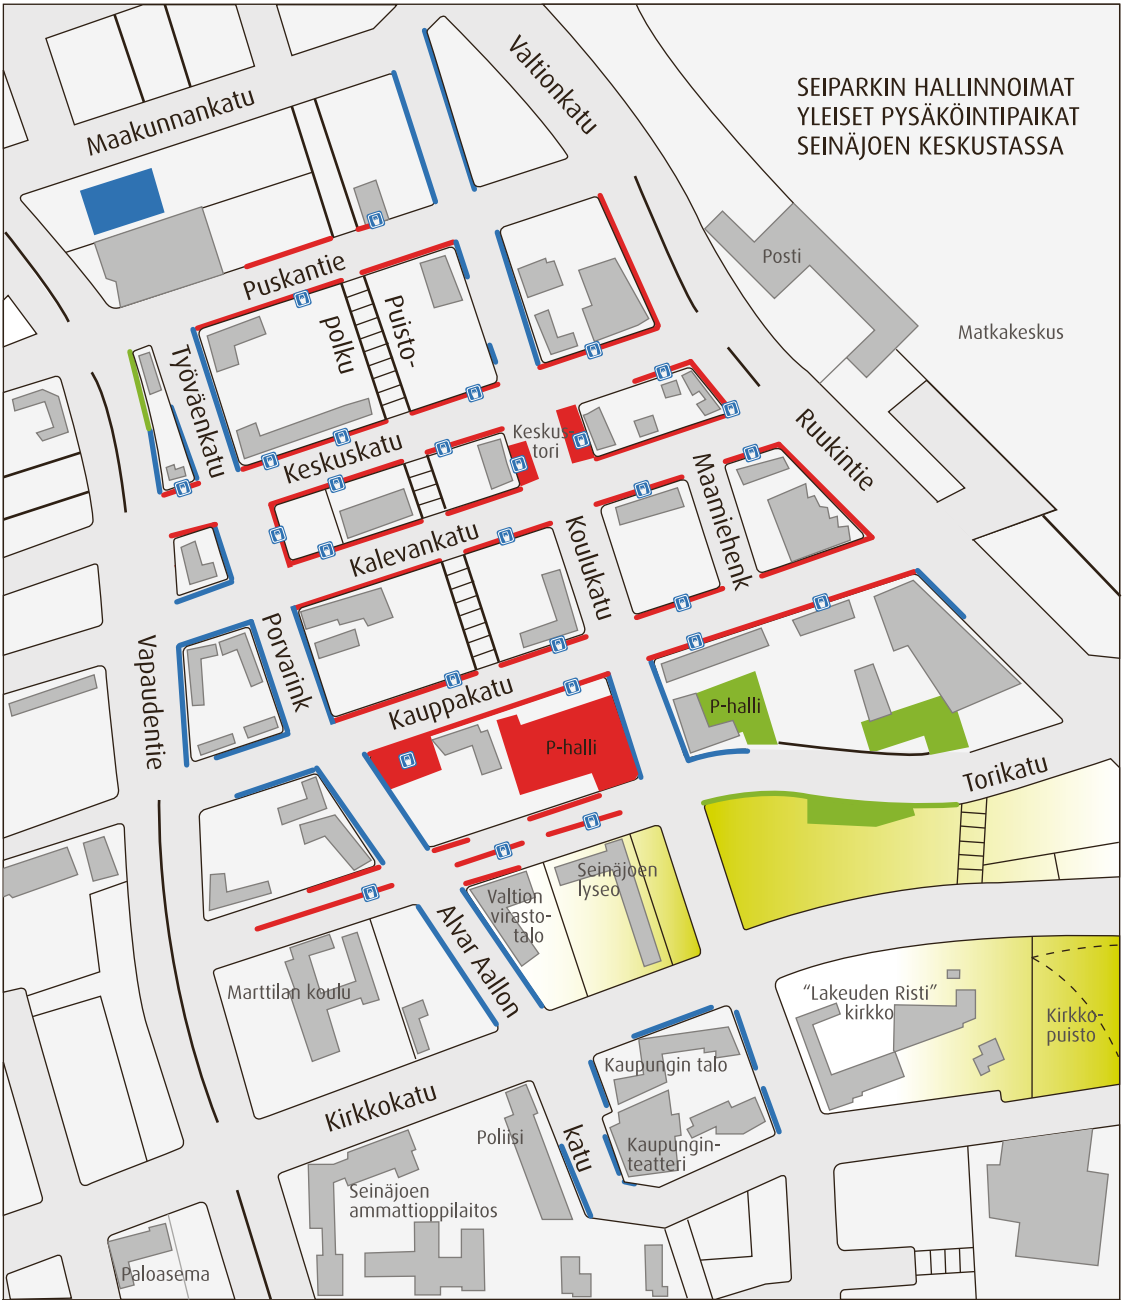 SEIPARKIN HALLINNOIMAT
YLEISET PYSÄKÖINTIPAIKAT
SEINÄJOEN KESKUSTASSA
Valtionkatu
Maakunnankatu
Posti
Matkakeskus
Puskantie
Puisto-
polku
Työväenkatu
Keskuskatu
Keskus-
tori
Ruukintie
Maamiehenk
Kalevankatu
Koulukatu
Vapaudentie
Porvarink
Kauppakatu
P-halli
P-halli
Torikatu
Seinäjoen
lyseo
Valtion
virasto-
talo
Alvar Aallon
katu
Marttilan koulu
"Lakeuden Risti"
kirkko
Kirkko-
puisto
Kaupungin talo
Kirkkokatu
Poliisi
Kaupungin-
teatteri
Seinäjoen
ammattioppilaitos
Paloasema